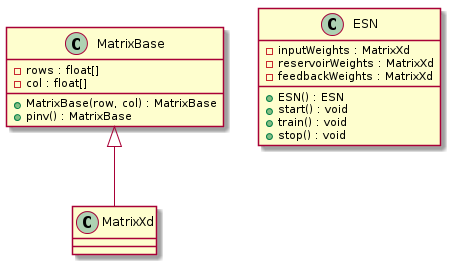 C MatrixBase
rows : float[]
col : float[]
MatrixBase(row, col) : MatrixBase
pinv() : MatrixBase
C ESN
inputWeights : MatrixXd
reservoirWeights : MatrixXd
feedbackWeights : MatrixXd
ESN() : ESN
start() : void
train() : void
stop() : void
C MatrixXd